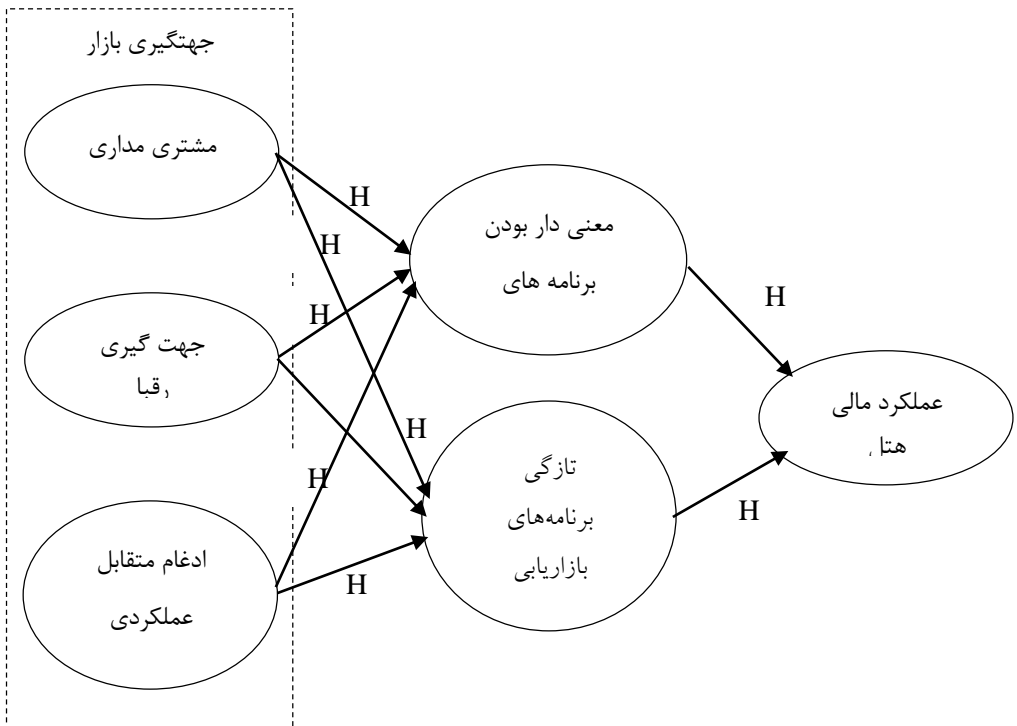 جهتگیری بازار
مشتری مداری
H
H
معنی دار بودن
برنامه های
H
H
جهت گیری
رقبا
عملکرد مالی
هتل
H
H
تازگی
برنامه‌های
بازاریابی
H
ادغام متقابل
عملکردی
H